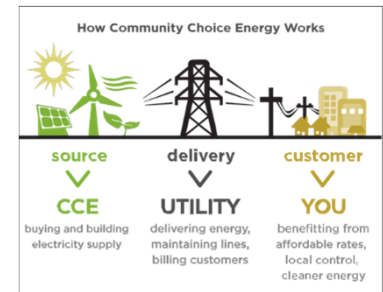 How Community Choice Energy Works
source
delivery
customer
CCE
UTILITY
YOU
buying and building
electricity supply
delivering energy,
maintaining lines,
billing customers
benefitting from
affordable rates,
local control,
cleaner energy